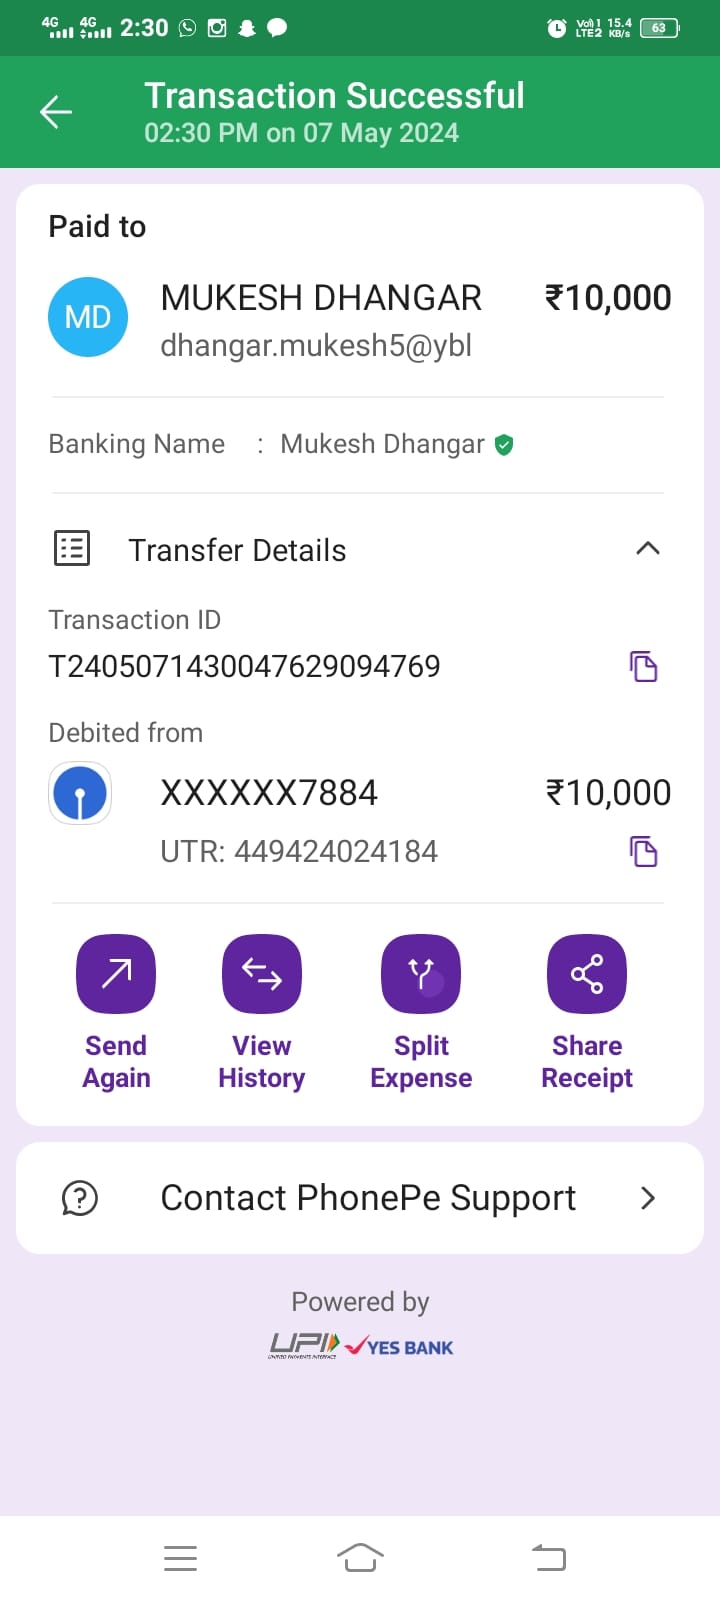 4G 4G 2:30 Vo) 1 15.4
LTE2 KB/s 63
Transaction Successful
02:30 PM on 07 May 2024
Paid to
MD MUKESH DHANGAR ₹10,000
dhangar.mukesh5@ybl
Banking Name : Mukesh Dhangar
Transfer Details
Transaction ID
T2405071430047629094769
Debited from
XXXXXX7884 ₹10,000
UTR: 449424024184
Send Again
View History
Split Expense
Share Receipt
Contact PhonePe Support
Powered by
UPI YES BANK
UNIFIED PAYMENTS INTERFACE